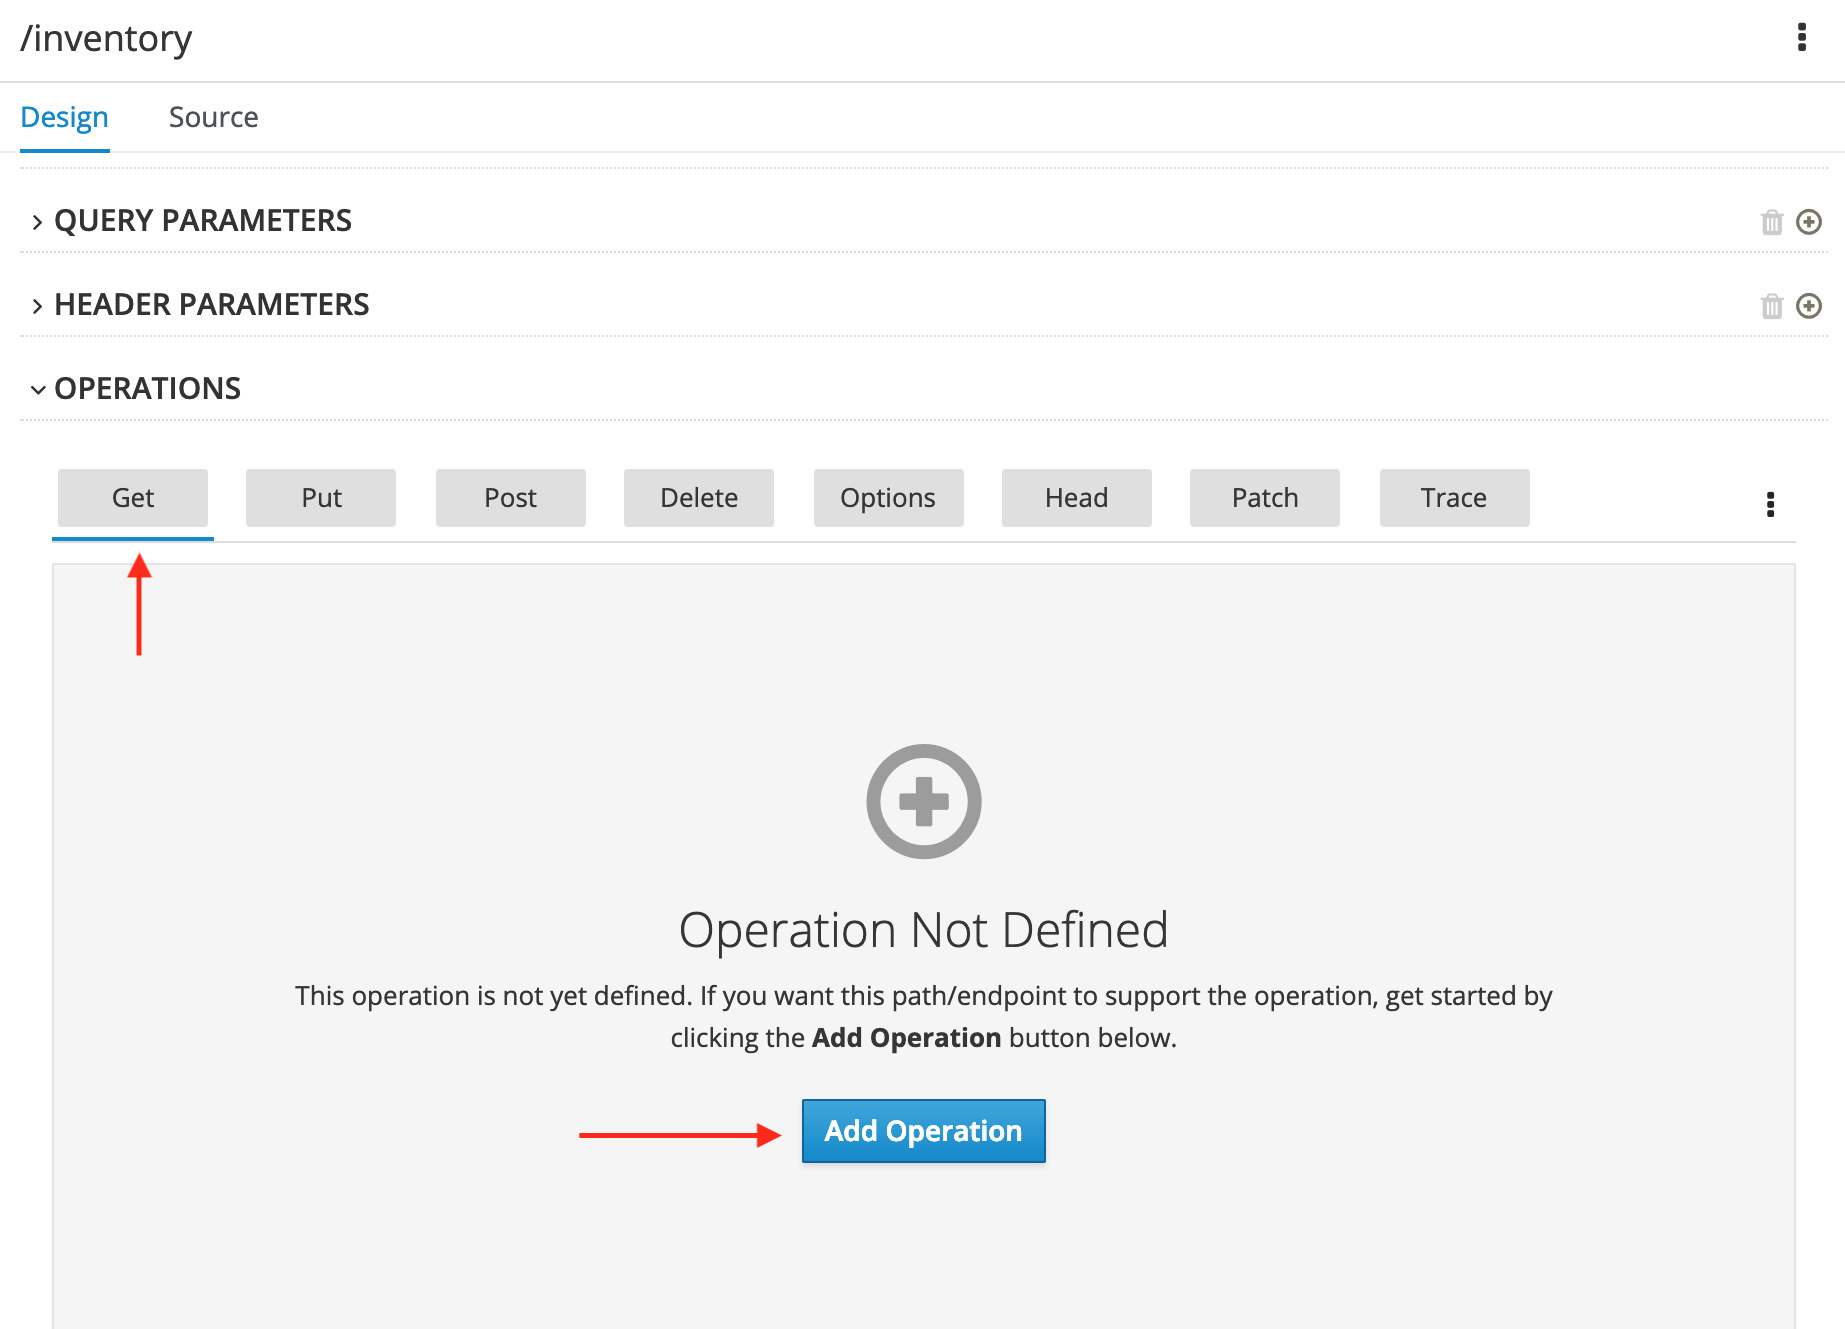 /inventory
Design Source
QUERY PARAMETERS
HEADER PARAMETERS
OPERATIONS
Get Put Post Delete Options Head Patch Trace
Operation Not Defined
This operation is not yet defined. If you want this path/endpoint to support the operation, get started by
clicking the Add Operation button below.
Add Operation